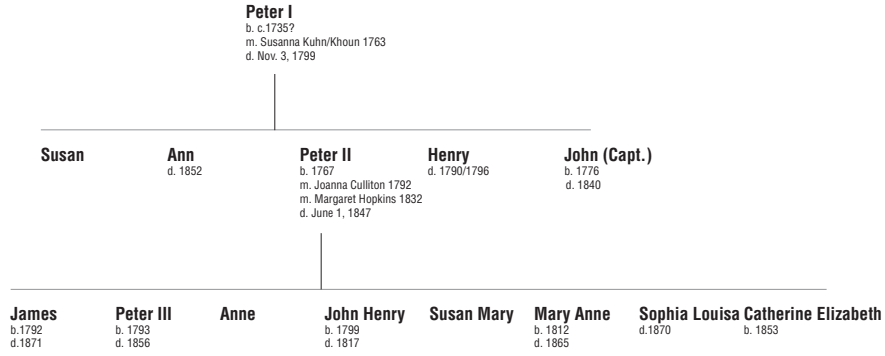 Peter I
b. c.1735?
m. Susanna Kuhn/Khoun 1763
d. Nov. 3, 1799
Susan
Ann
d. 1852
Peter II
b. 1767
m. Joanna Culliton 1792
m. Margaret Hopkins 1832
d. June 1, 1847
Henry
d. 1790/1796
John (Capt.)
b. 1776
d. 1840
James
b.1792
d.1871
Peter III
b. 1793
d. 1856
Anne
John Henry
b. 1799
d. 1817
Susan Mary
Mary Anne
b. 1812
d. 1865
Sophia Louisa
d.1870
Catherine Elizabeth
b. 1853